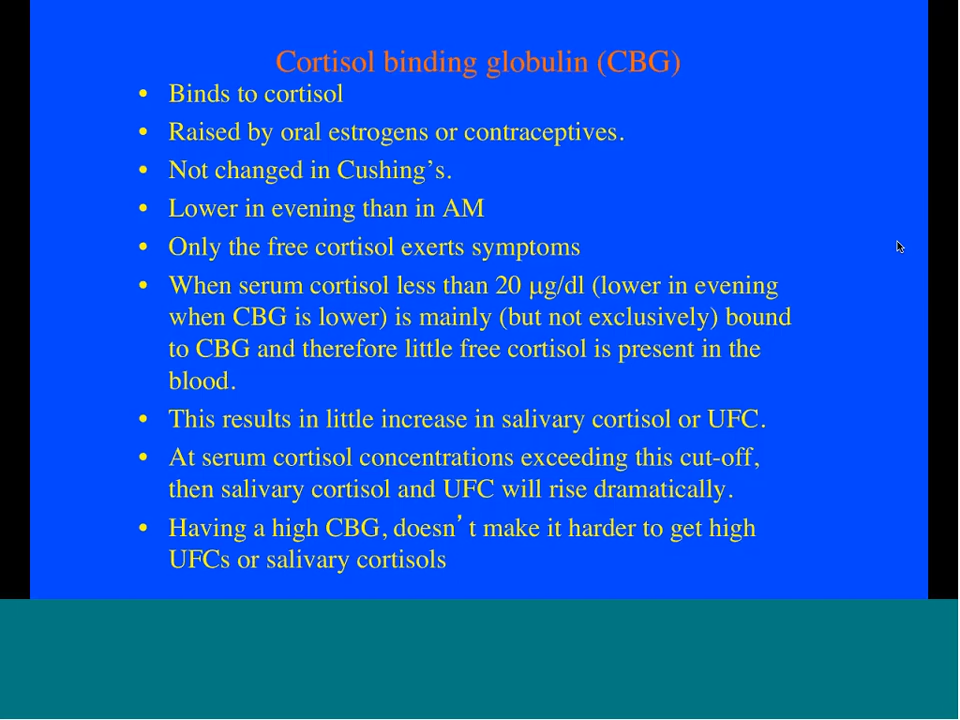 Cortisol binding globulin (CBG)
• Binds to cortisol
• Raised by oral estrogens or contraceptives.
• Not changed in Cushing’s.
• Lower in evening than in AM
• Only the free cortisol exerts symptoms
• When serum cortisol less than 20 μg/dl (lower in evening
when CBG is lower) is mainly (but not exclusively) bound
to CBG and therefore little free cortisol is present in the
blood.
• This results in little increase in salivary cortisol or UFC.
• At serum cortisol concentrations exceeding this cut-off,
then salivary cortisol and UFC will rise dramatically.
• Having a high CBG, doesn’t make it harder to get high
UFCs or salivary cortisols